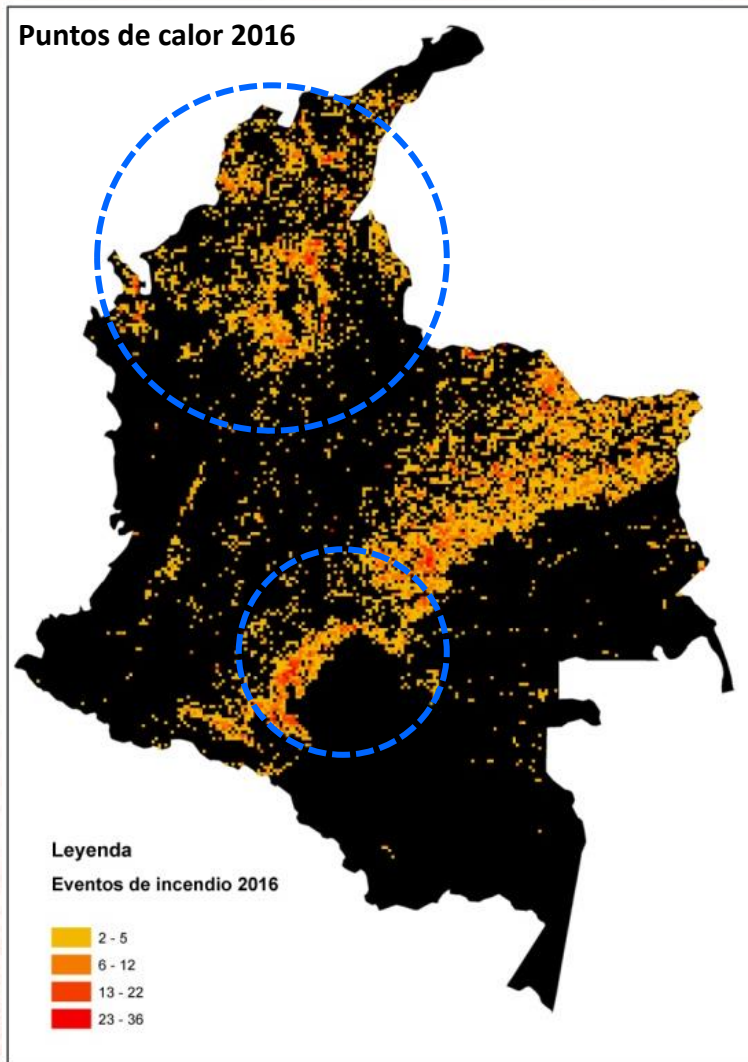 Puntos de calor 2016
Leyenda
Eventos de incendio 2016
2 - 5
6 - 12
13 - 22
23 - 36